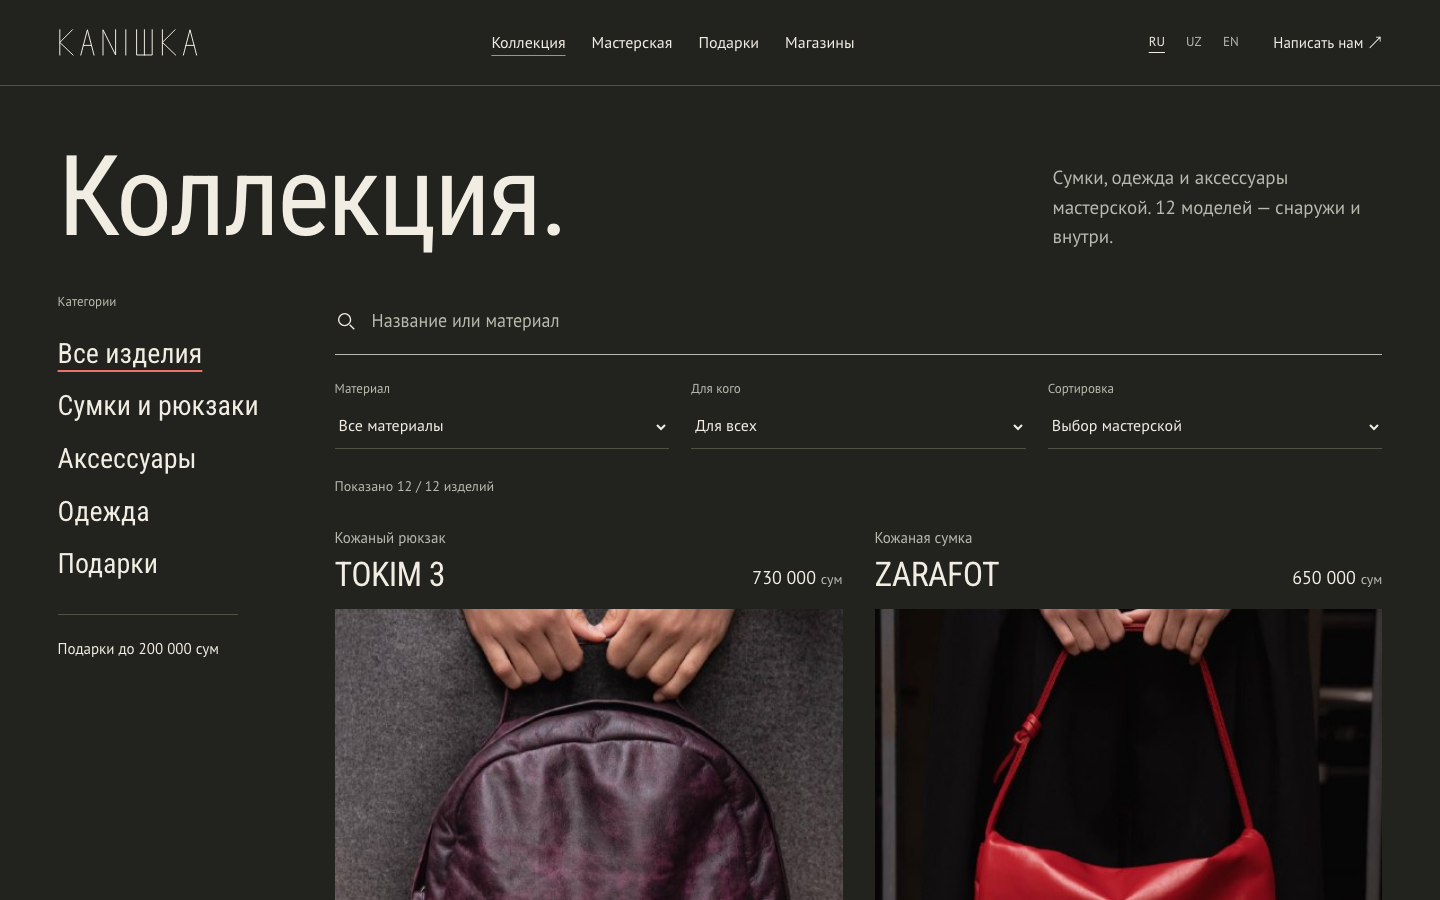 KANIШKA
Коллекция Мастерская Подарки Магазины
RU UZ EN Написать нам ↗
Коллекция.
Сумки, одежда и аксессуары
мастерской. 12 моделей — снаружи и
внутри.
Категории
Все изделия
Сумки и рюкзаки
Аксессуары
Одежда
Подарки
Подарки до 200 000 сум
Название или материал
Материал Для кого Сортировка
Все материалы Для всех Выбор мастерской
Показано 12 / 12 изделий
Кожаный рюкзак
TOKIM 3 730 000 сум
Кожаная сумка
ZARAFOT 650 000 сум